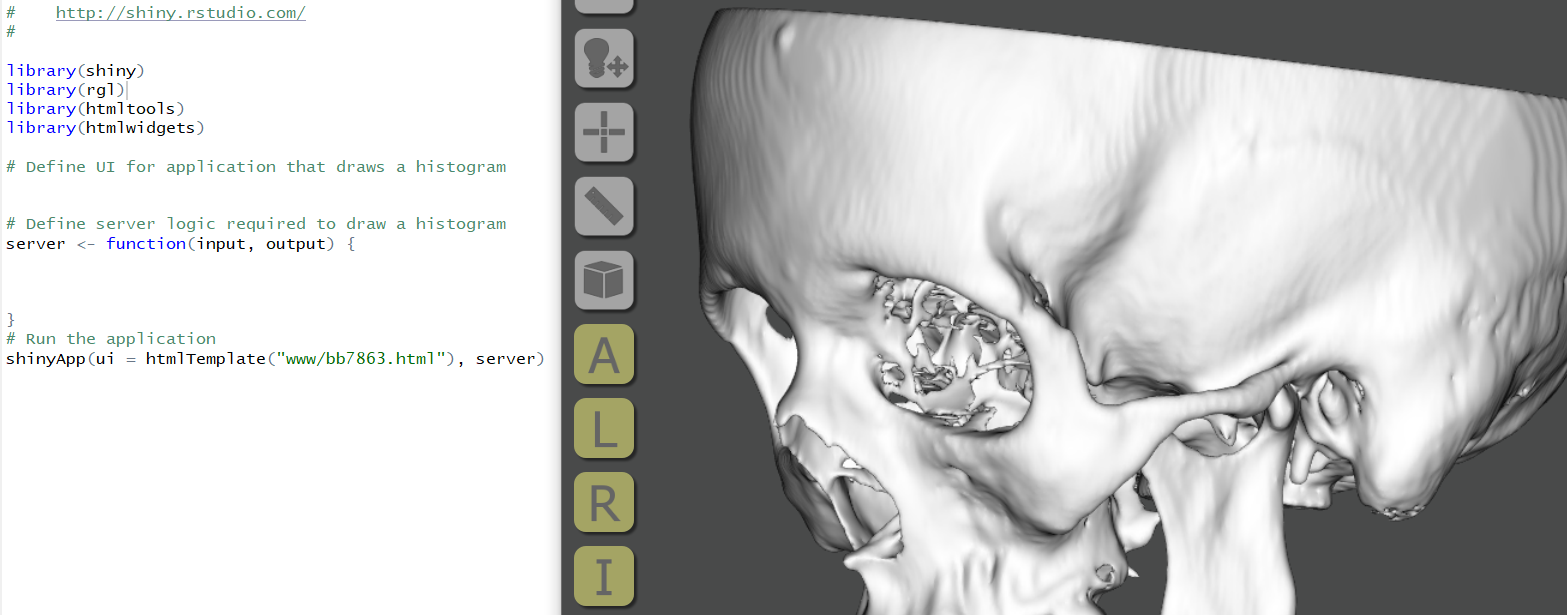 #    http://shiny.rstudio.com/
#
library(shiny)
library(rgl)
library(htmltools)
library(htmlwidgets)
# Define UI for application that draws a histogram
# Define server logic required to draw a histogram
server <- function(input, output) {
}
# Run the application
shinyApp(ui = htmlTemplate("www/bb7863.html"), server)
A
L
R
I